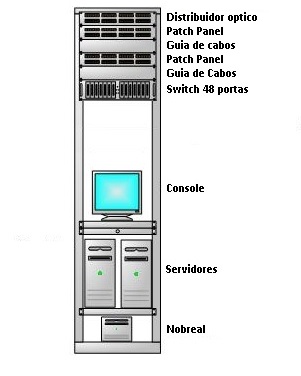 Distribuidor optico
Patch Panel
Guia de cabos
Patch Panel
Guia de Cabos
Switch 48 portas
Console
Servidores
Nobreal